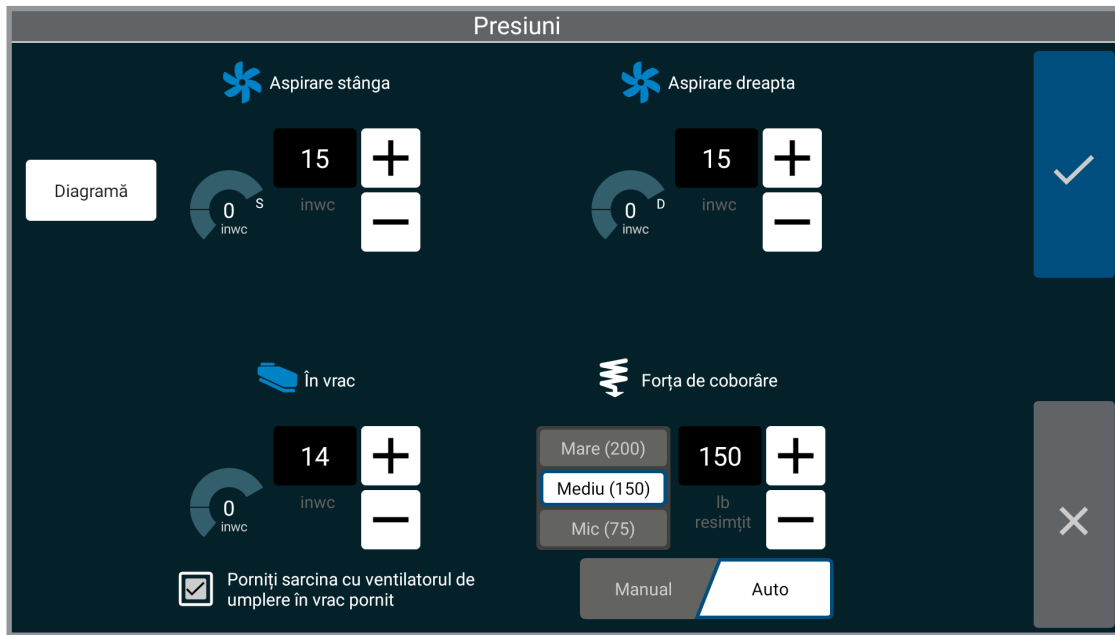 Presiuni
Aspirare stânga
Aspirare dreapta
Diagramă
15
inwc
0
S
inwc
15
inwc
0
D
inwc
În vrac
Forța de coborâre
14
inwc
0
inwc
Mare (200)
Mediu (150)
Mic (75)
150
lb
resimțit
Porniți sarcina cu ventilatorul de
umplere în vrac pornit
Manual
Auto